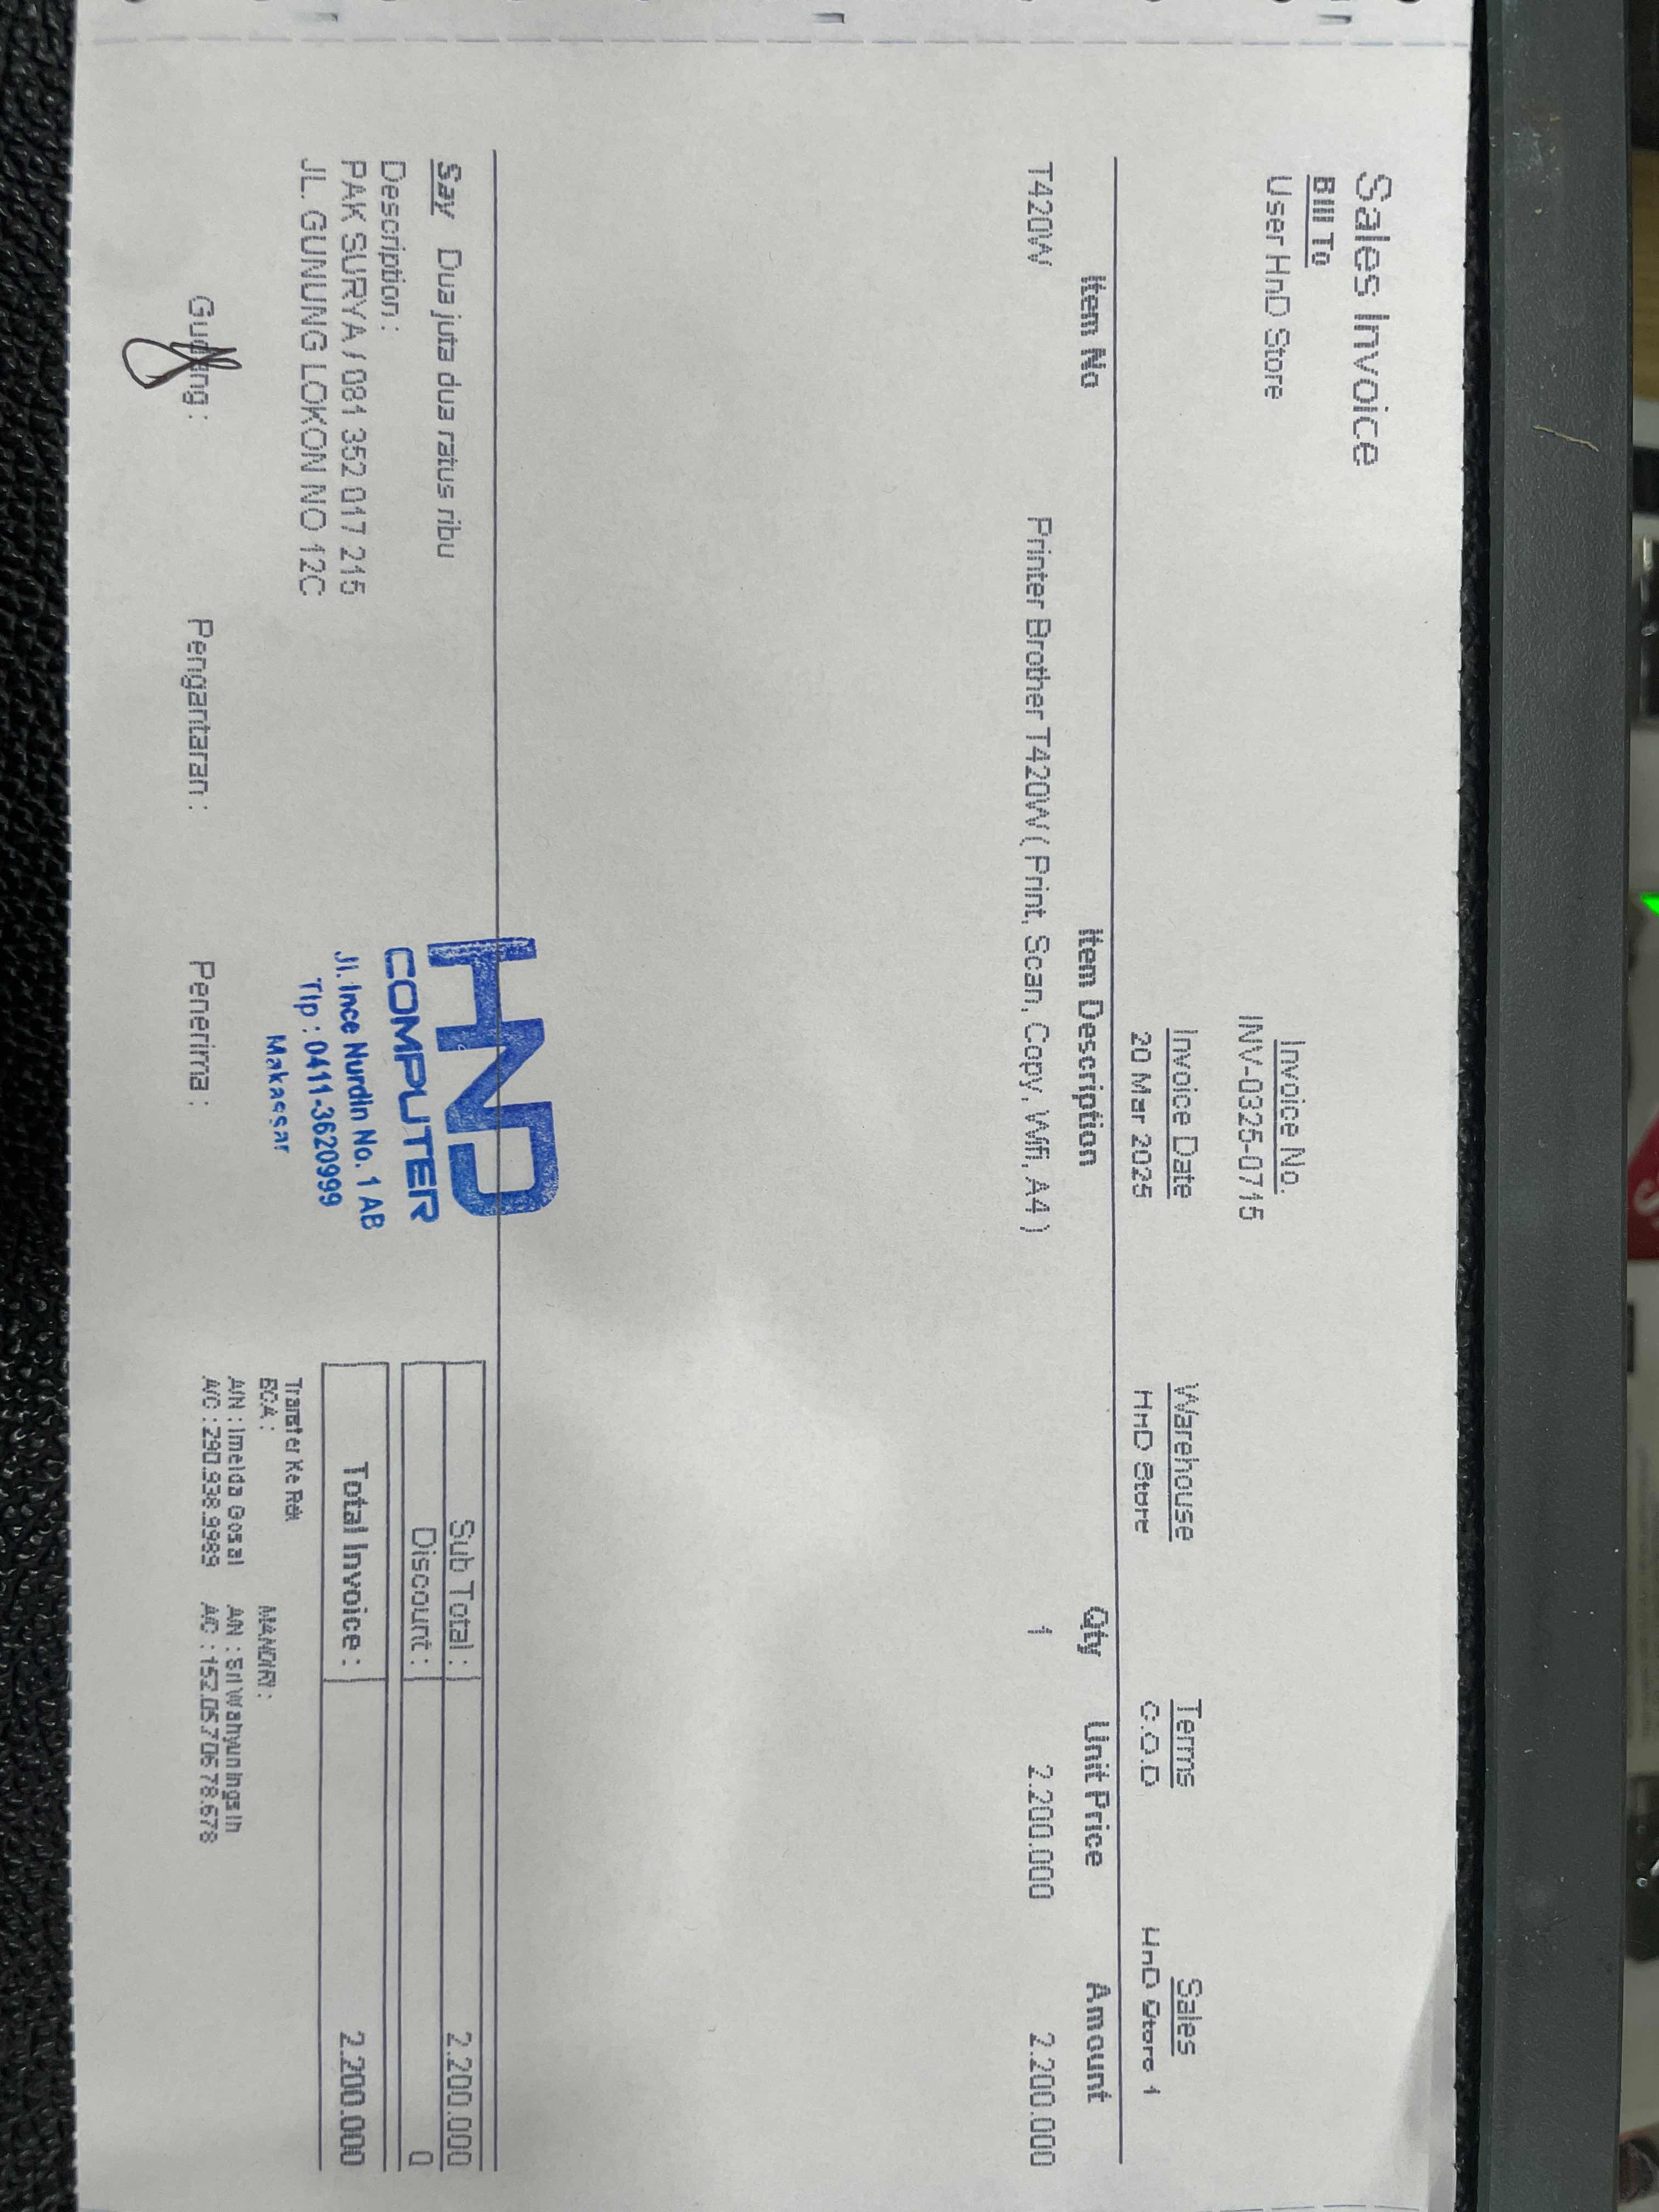 Sales Invoice
Bill To
User HnD Store
Invoice No.
INV-0325-0715
Invoice Date Warehouse Terms Sales
20 Mar 2025 HnD Store C.O.D HnD Store 1
Item No Item Description Qty Unit Price Amount
T420W Printer Brother T420W ( Print, Scan, Copy, Wifi, A4 ) 1 2.200.000 2.200.000
Say Dua juta dua ratus ribu
Sub Total : 2.200.000
Discount : 0
Total Invoice : 2.200.000
Description :
PAK SURYA / 081 352 017 215
JL. GUNUNG LOKON NO 12C
HND
COMPUTER
Jl. Ince Nurdin No. 1 AB
Tlp : 0411-3620999
Makassar
Transfer Ke Rek
BCA : MANDIRI :
A/N : Imelda Gosal A/N : Sri Wahyuningsih
A/C : 290.938.9989 A/C : 152.05706.78.678
Gudang : Pengantaran : Penerima :